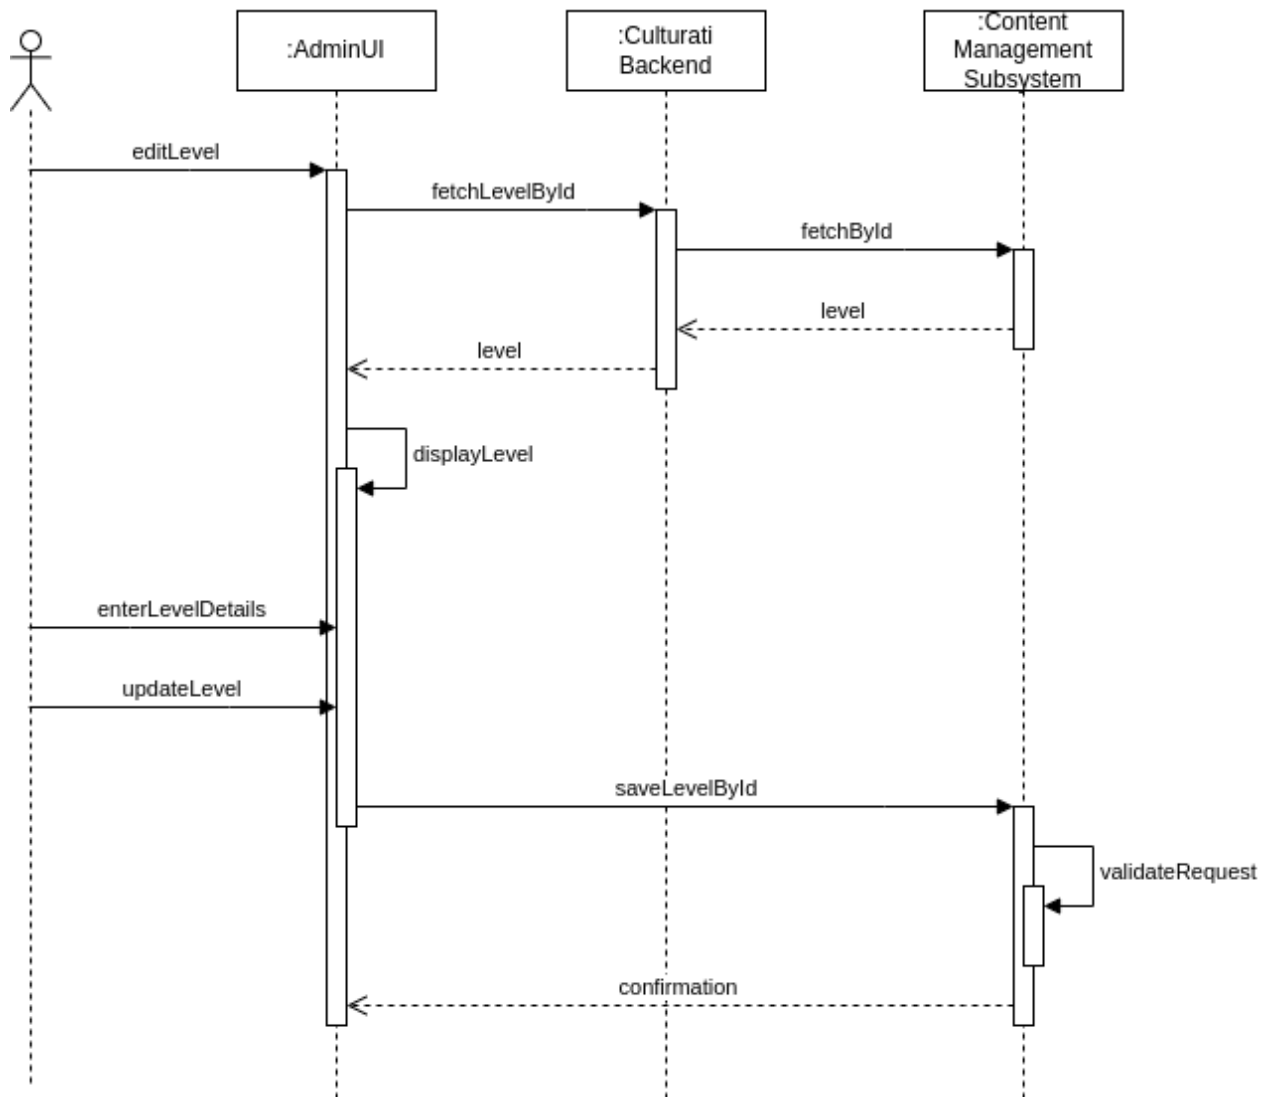 :AdminUI
:Culturati
Backend
:Content
Management
Subsystem
editLevel
fetchLevelById
fetchById
level
level
displayLevel
enterLevelDetails
updateLevel
saveLevelById
validateRequest
confirmation